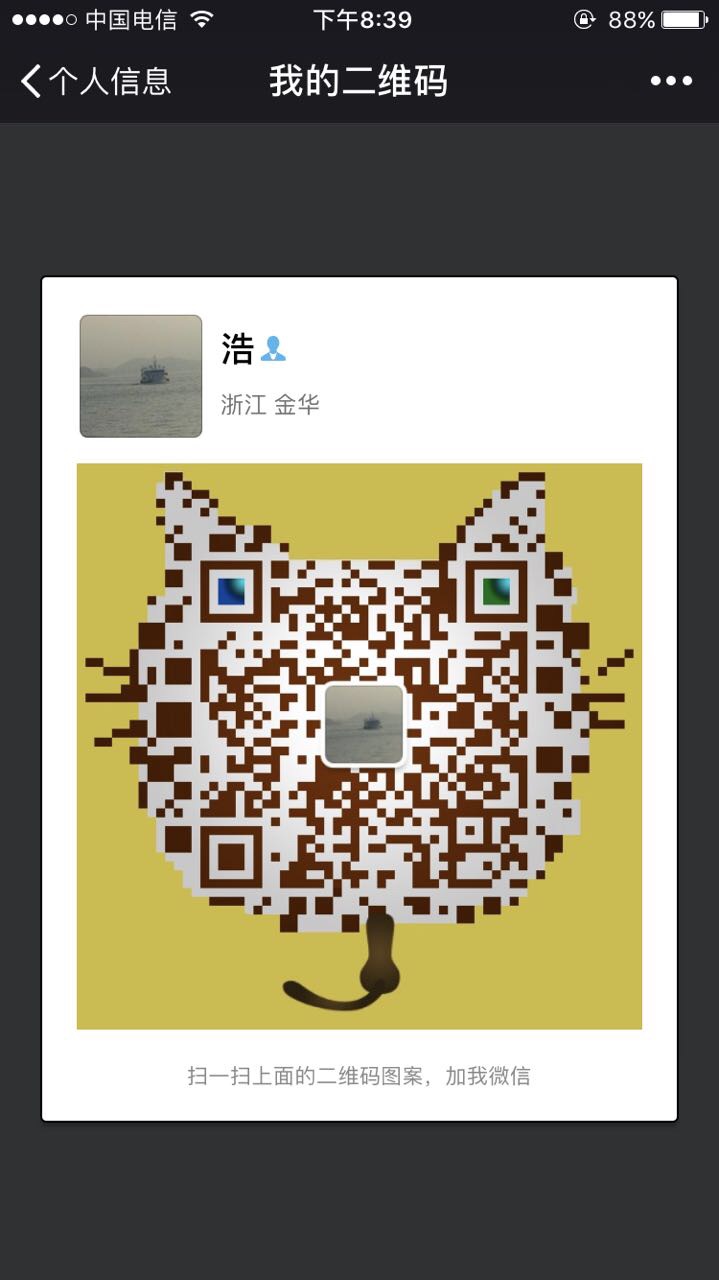 中国电信 下午8:39 88%
个人信息 我的二维码
浩
浙江 金华
扫一扫上面的二维码图案，加我微信